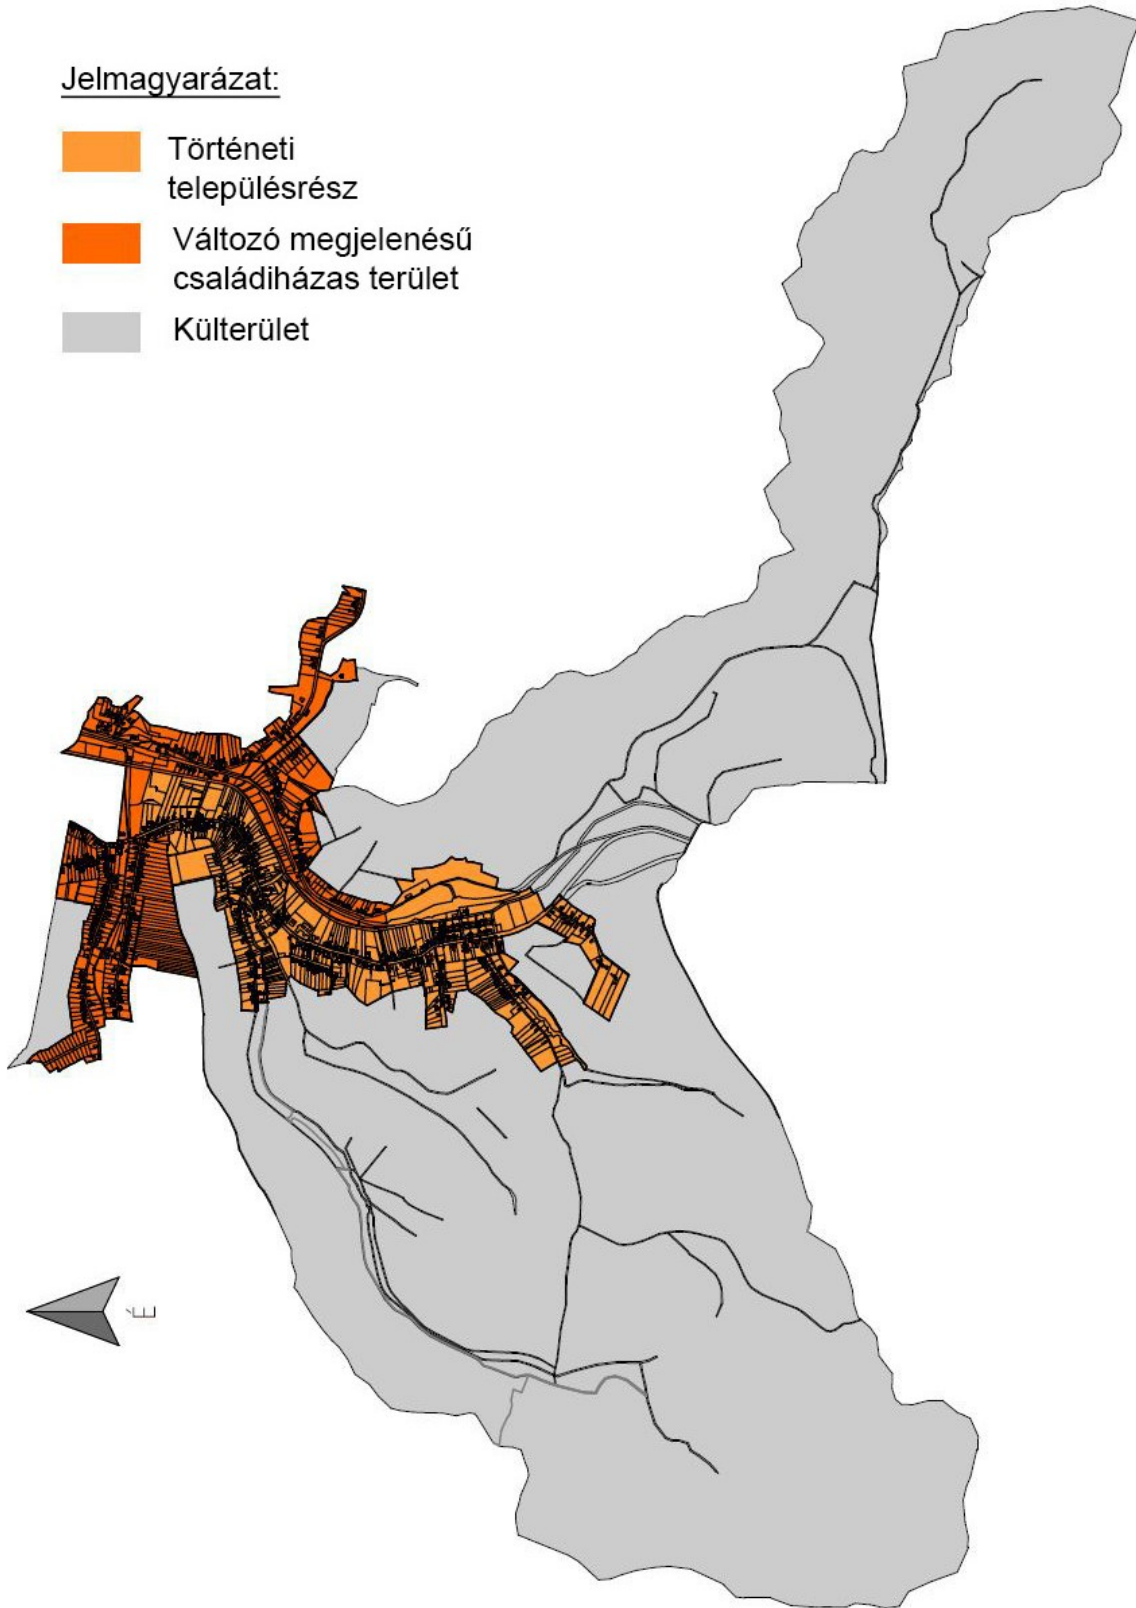 Jelmagyarázat:
Történeti
településrész
Változó megjelenésű
családiházas terület
Külterület
É